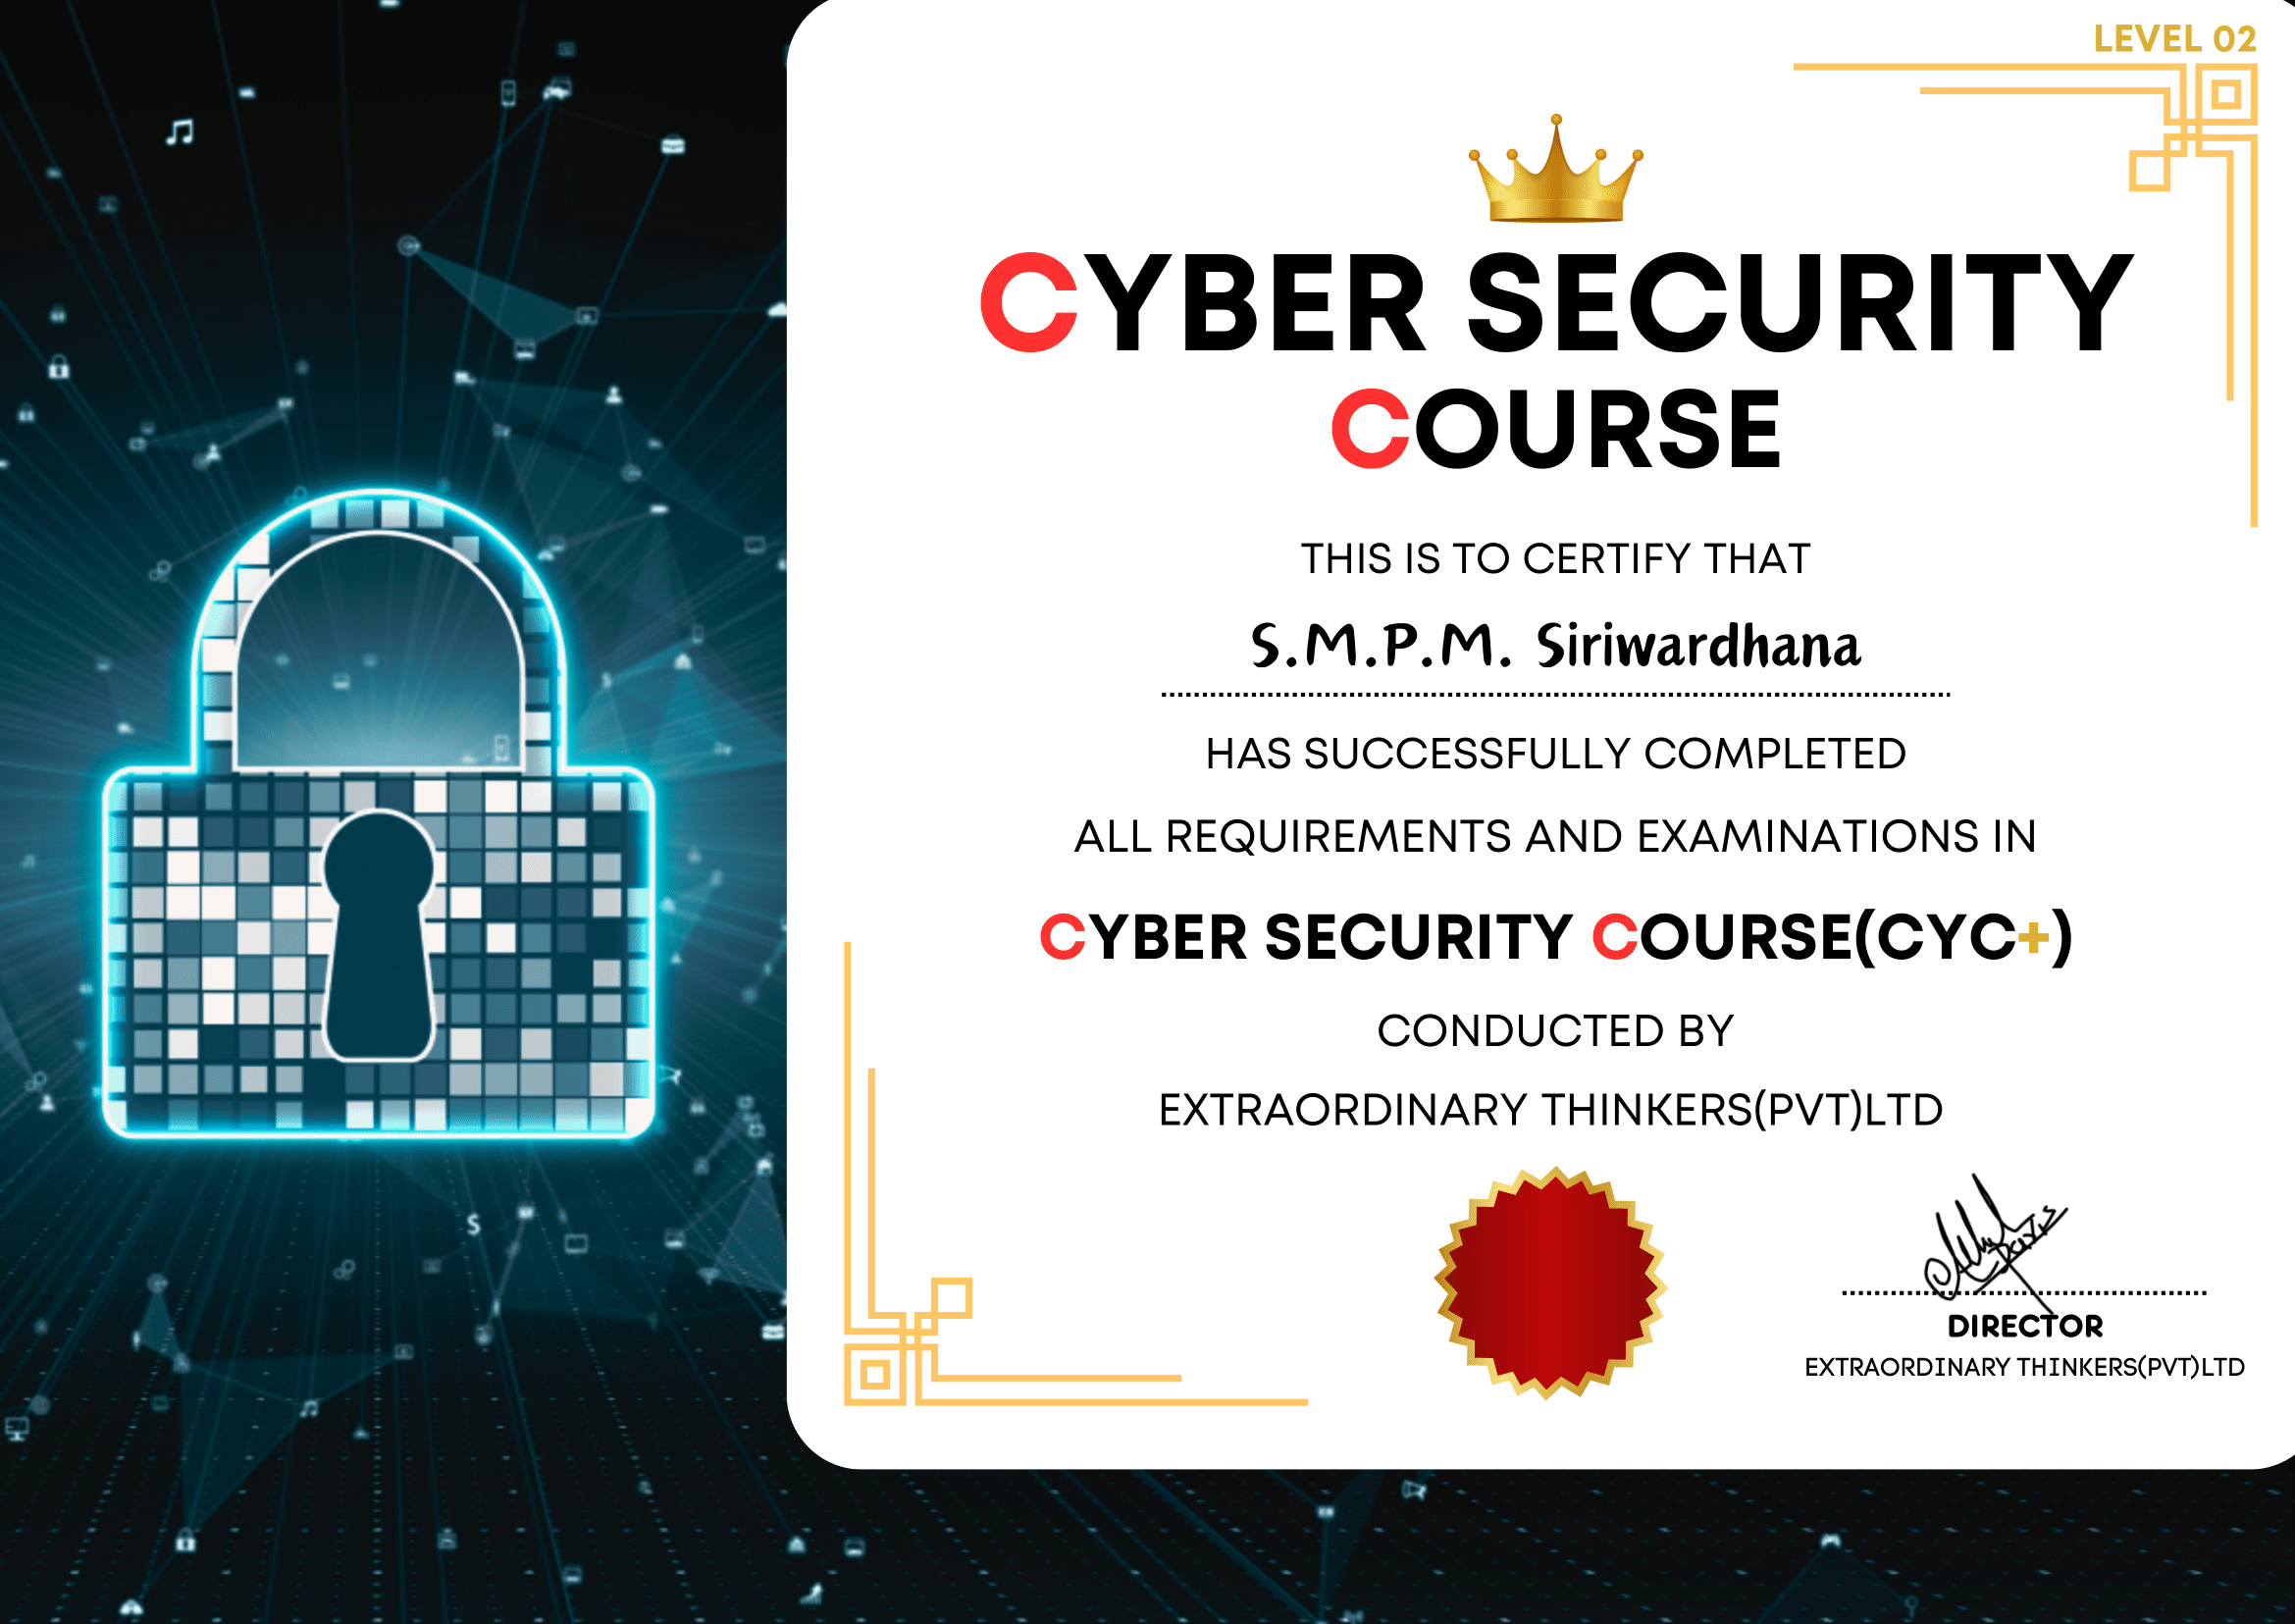 LEVEL 02
CYBER SECURITY
COURSE
THIS IS TO CERTIFY THAT
S.M.P.M. Siriwardhana
HAS SUCCESSFULLY COMPLETED
ALL REQUIREMENTS AND EXAMINATIONS IN
CYBER SECURITY COURSE(CYC+)
CONDUCTED BY
EXTRAORDINARY THINKERS(PVT)LTD
DIRECTOR
EXTRAORDINARY THINKERS(PVT)LTD